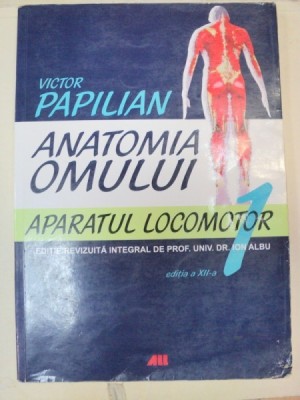 VICTOR
PAPILIAN
ANATOMIA
OMULUI
APARATUL LOCOMOTOR
1
EDIȚIE REVIZUITĂ INTEGRAL DE PROF. UNIV. DR. ION ALBU
ediția a XII-a
ALL